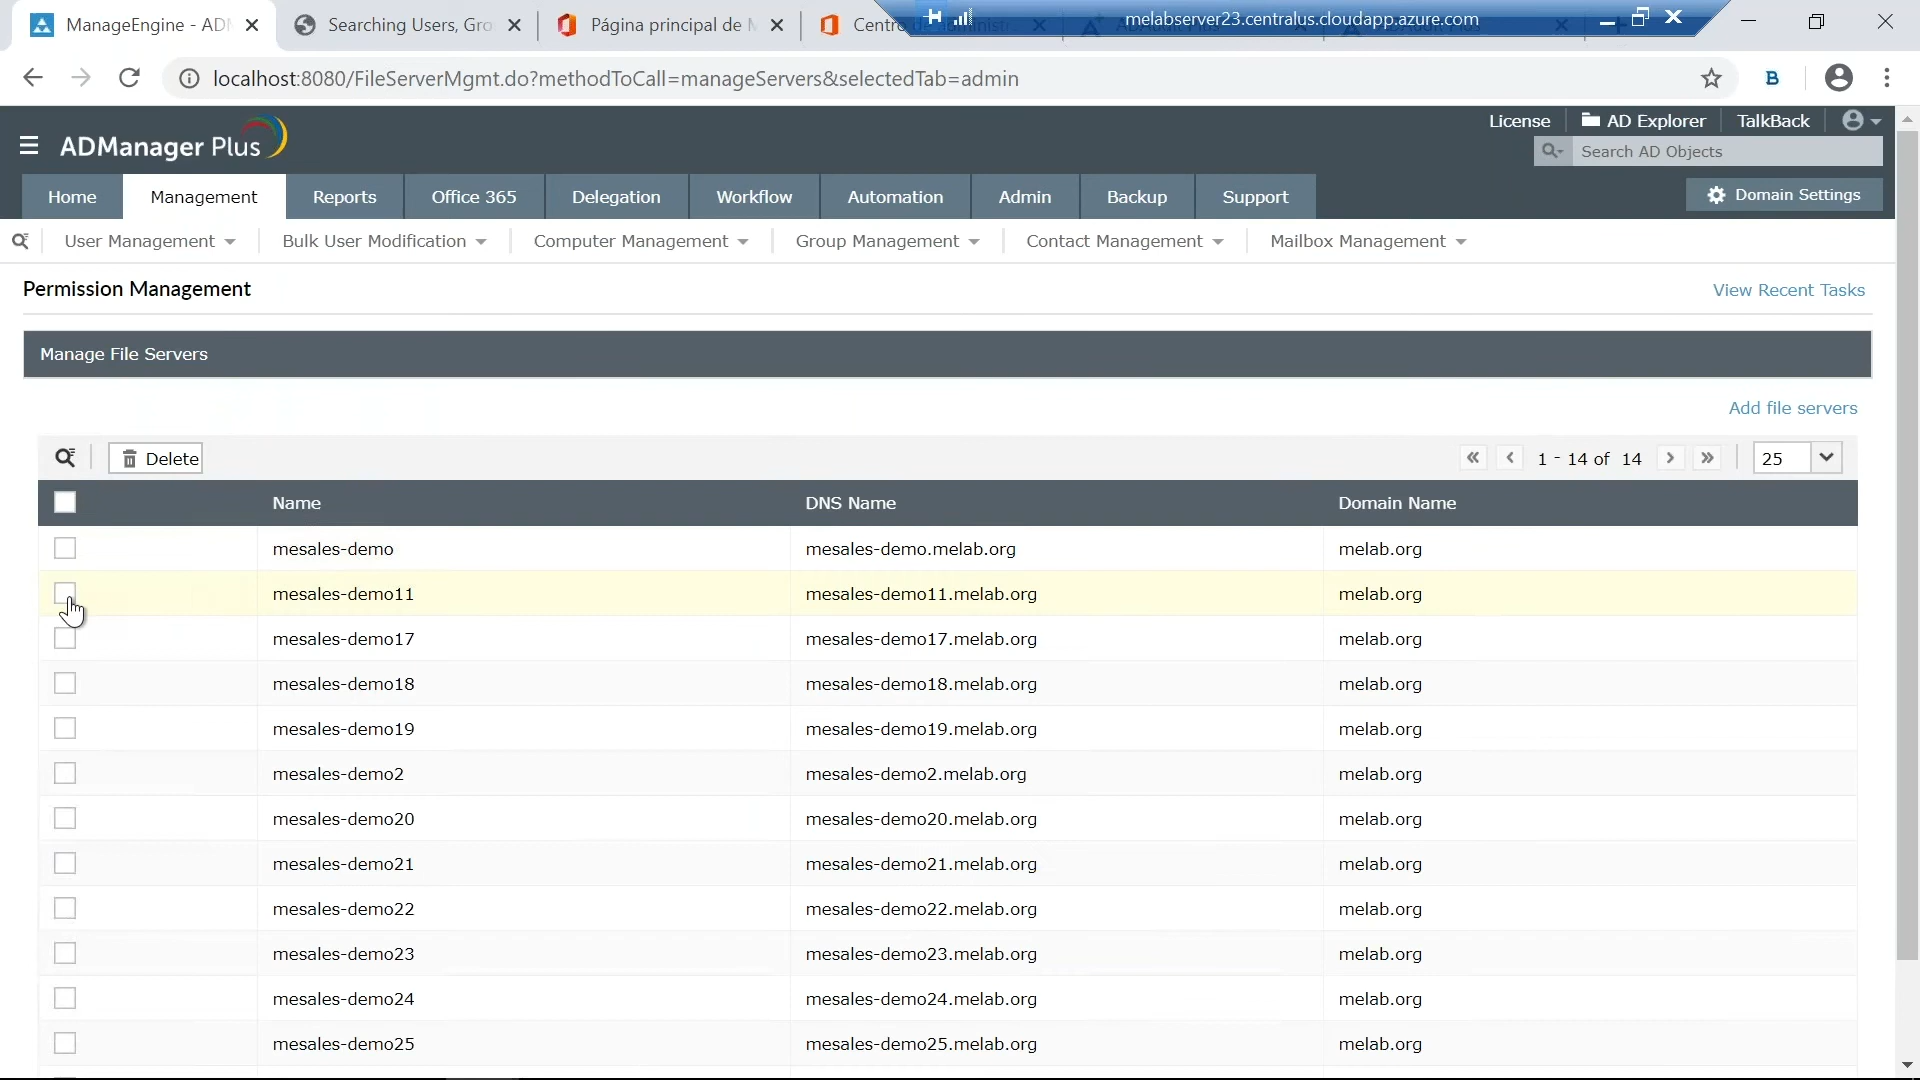 ManageEngine - AD
Searching Users, Gro
Página principal de
Centro
melabserver23.centralus.cloudapp.azure.com
localhost:8080/FileServerMgmt.do?methodToCall=manageServers&selectedTab=admin
ADManager Plus
License
AD Explorer
TalkBack
Search AD Objects
Home
Management
Reports
Office 365
Delegation
Workflow
Automation
Admin
Backup
Support
Domain Settings
User Management
Bulk User Modification
Computer Management
Group Management
Contact Management
Mailbox Management
Permission Management
View Recent Tasks
Manage File Servers
Add file servers
Delete
1 - 14 of 14
25
Name DNS Name Domain Name
mesales-demo mesales-demo.melab.org melab.org
mesales-demo11 mesales-demo11.melab.org melab.org
mesales-demo17 mesales-demo17.melab.org melab.org
mesales-demo18 mesales-demo18.melab.org melab.org
mesales-demo19 mesales-demo19.melab.org melab.org
mesales-demo2 mesales-demo2.melab.org melab.org
mesales-demo20 mesales-demo20.melab.org melab.org
mesales-demo21 mesales-demo21.melab.org melab.org
mesales-demo22 mesales-demo22.melab.org melab.org
mesales-demo23 mesales-demo23.melab.org melab.org
mesales-demo24 mesales-demo24.melab.org melab.org
mesales-demo25 mesales-demo25.melab.org melab.org